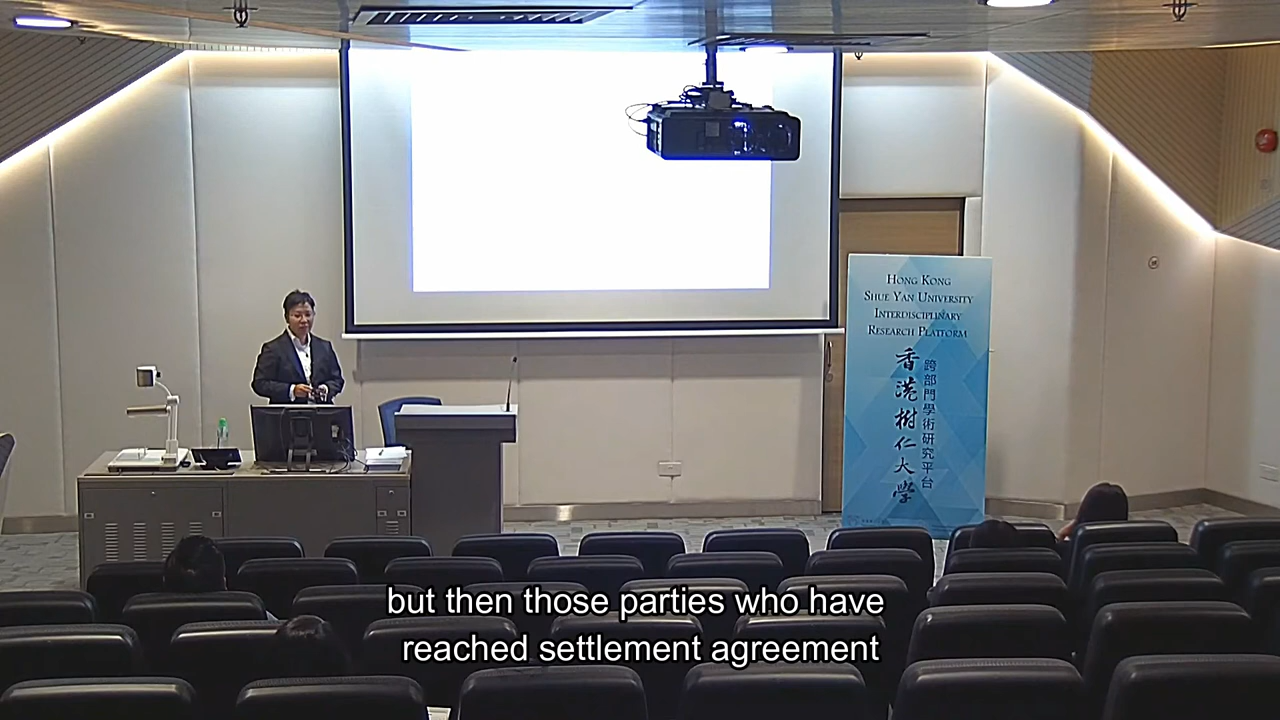 HONG KONG
SHUE YAN UNIVERSITY
INTERDISCIPLINARY
RESEARCH PLATFORM
香港樹仁大學
跨部門學術研究平台
but then those parties who have
reached settlement agreement